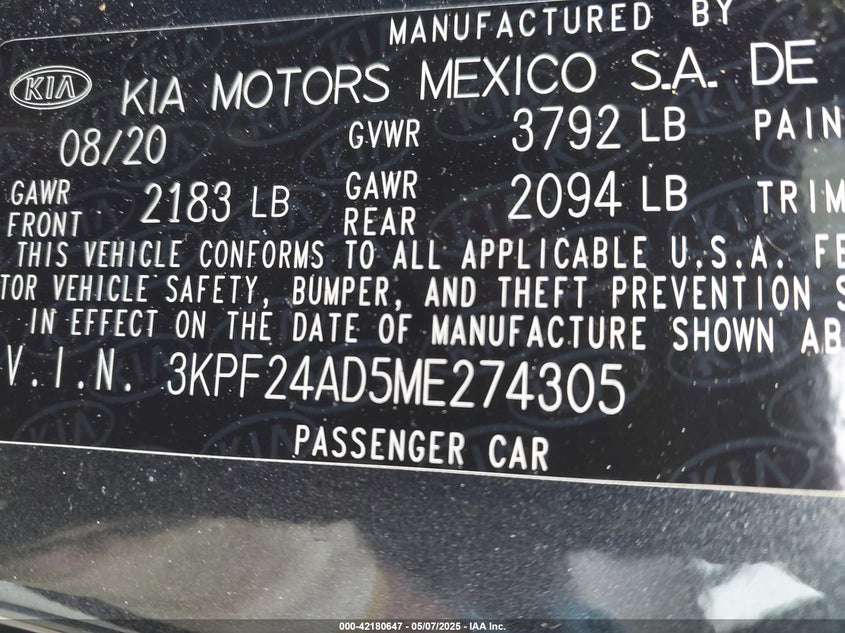 MANUFACTURED BY
KIA KIA MOTORS MEXICO S.A. DE
08/20 GVWR 3792 LB PAIN
GAWR FRONT 2183 LB GAWR REAR 2094 LB TRIM
THIS VEHICLE CONFORMS TO ALL APPLICABLE U.S.A. FE
TOR VEHICLE SAFETY, BUMPER, AND THEFT PREVENTION S
IN EFFECT ON THE DATE OF MANUFACTURE SHOWN AB
V.I.N. 3KPF24AD5ME274305
PASSENGER CAR
000-42180647 — 05/07/2025 — IAA Inc.